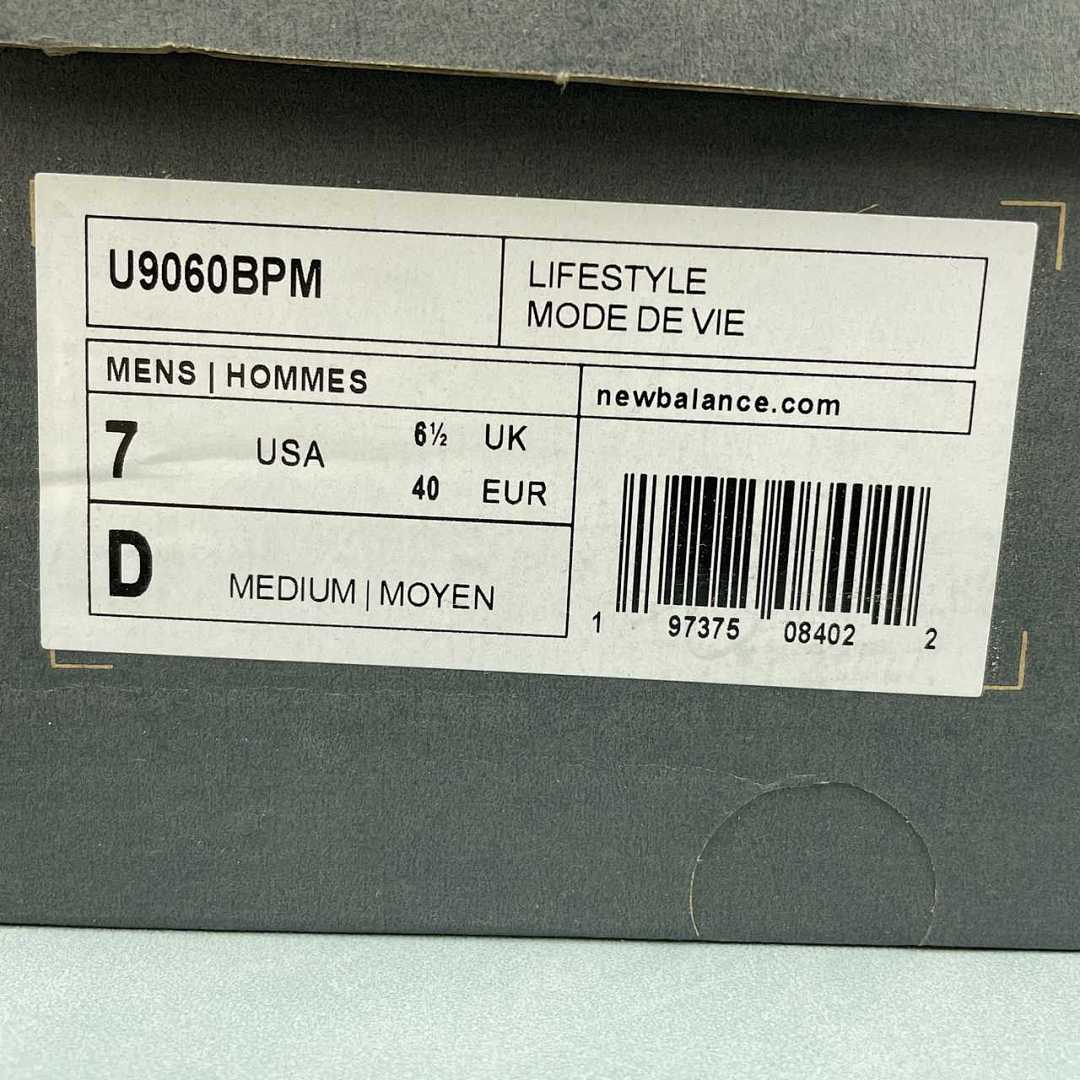 U9060BPM
LIFESTYLE
MODE DE VIE
MENS | HOMMES
newbalance.com
7 USA 6½ UK
40 EUR
D MEDIUM | MOYEN
1 97375 08402 2